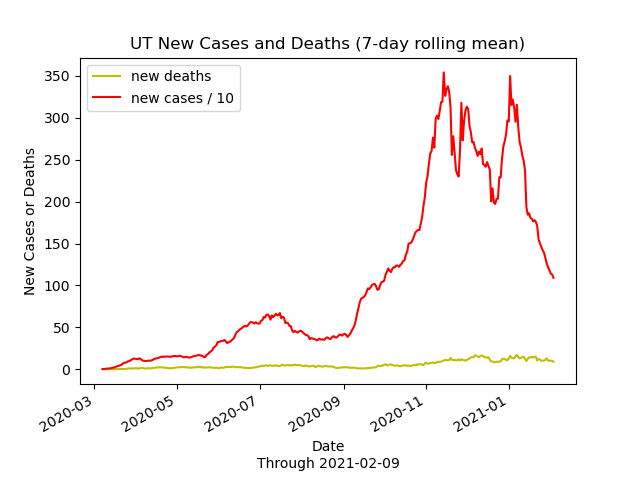 UT New Cases and Deaths (7-day rolling mean)
new deaths
new cases / 10
350
300
250
200
150
100
50
0
New Cases or Deaths
2020-03
2020-05
2020-07
2020-09
2020-11
2021-01
Date
Through 2021-02-09